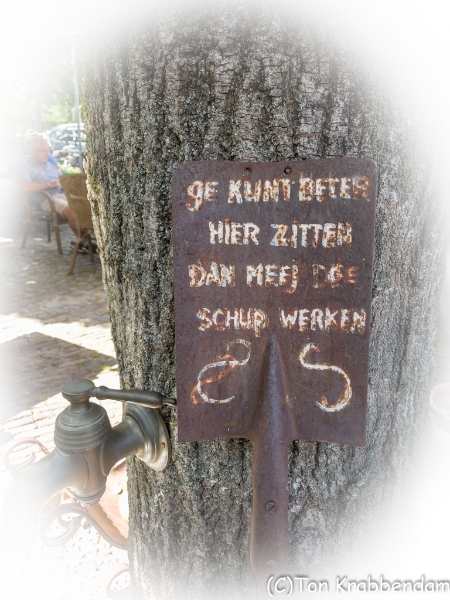 gE KUNT BETER
HIER ZITTEN
DAN MEEJ DEE
SCHUP WERKEN
(C)Ton Krabbendam